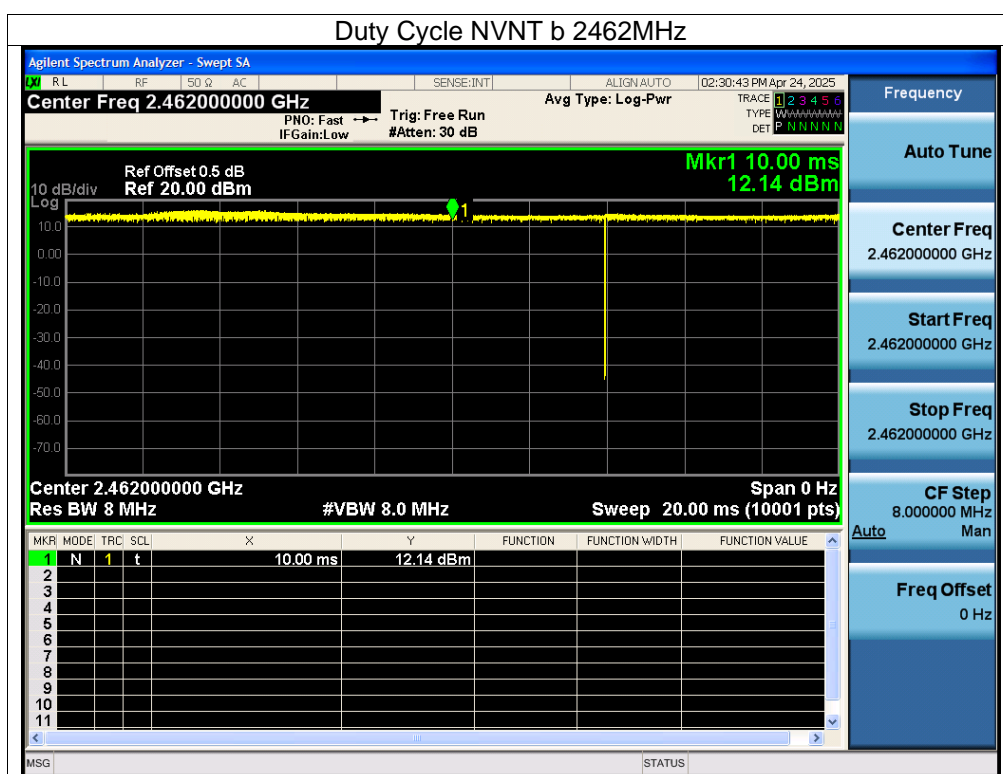 Duty Cycle NVNT b 2462MHz
Agilent Spectrum Analyzer - Swept SA
LXI RL RF 50 Ω AC SENSE:INT ALIGN AUTO 02:30:43 PM Apr 24, 2025
Center Freq 2.462000000 GHz
PNO: Fast
IFGain:Low
Trig: Free Run
#Atten: 30 dB
Avg Type: Log-Pwr
TRACE 1 2 3 4 5 6
TYPE WWWWWW
DET P N N N N N
Mkr1 10.00 ms
12.14 dBm
Ref Offset 0.5 dB
10 dB/div Ref 20.00 dBm
Log
1
10.0
0.00
-10.0
-20.0
-30.0
-40.0
-50.0
-60.0
-70.0
Center 2.462000000 GHz Span 0 Hz
Res BW 8 MHz #VBW 8.0 MHz Sweep 20.00 ms (10001 pts)
MKR MODE TRC SCL X Y FUNCTION FUNCTION WIDTH FUNCTION VALUE
1 N 1 t 10.00 ms 12.14 dBm
2
3
4
5
6
7
8
9
10
11
MSG STATUS
Frequency
Auto Tune
Center Freq
2.462000000 GHz
Start Freq
2.462000000 GHz
Stop Freq
2.462000000 GHz
CF Step
8.000000 MHz
Auto Man
Freq Offset
0 Hz